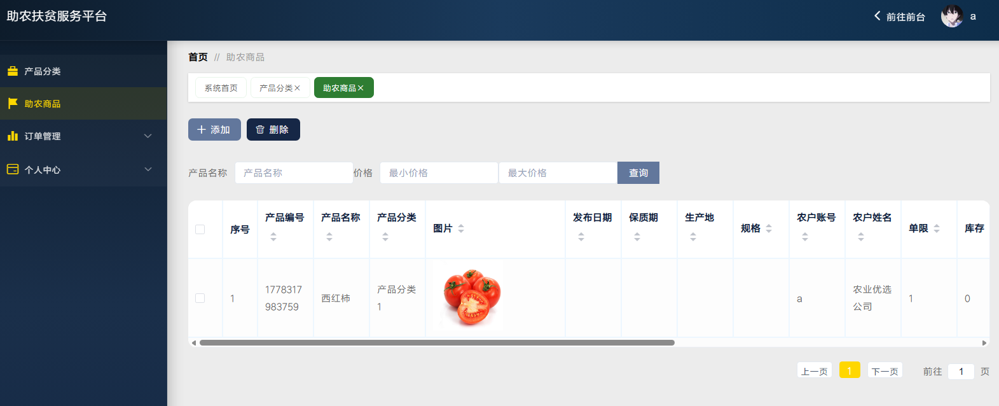 助农扶贫服务平台
前往前台
a
产品分类
助农商品
订单管理
个人中心
首页 // 助农商品
系统首页
产品分类
助农商品
添加
删除
产品名称
产品名称
价格
最小价格
最大价格
查询
序号
产品编号
产品名称
产品分类
图片
发布日期
保质期
生产地
规格
农户账号
农户姓名
单限
库存
1
1778317
983759
西红柿
产品分类
1
a
农业优选
公司
1
0
上一页
1
下一页
前往
1
页